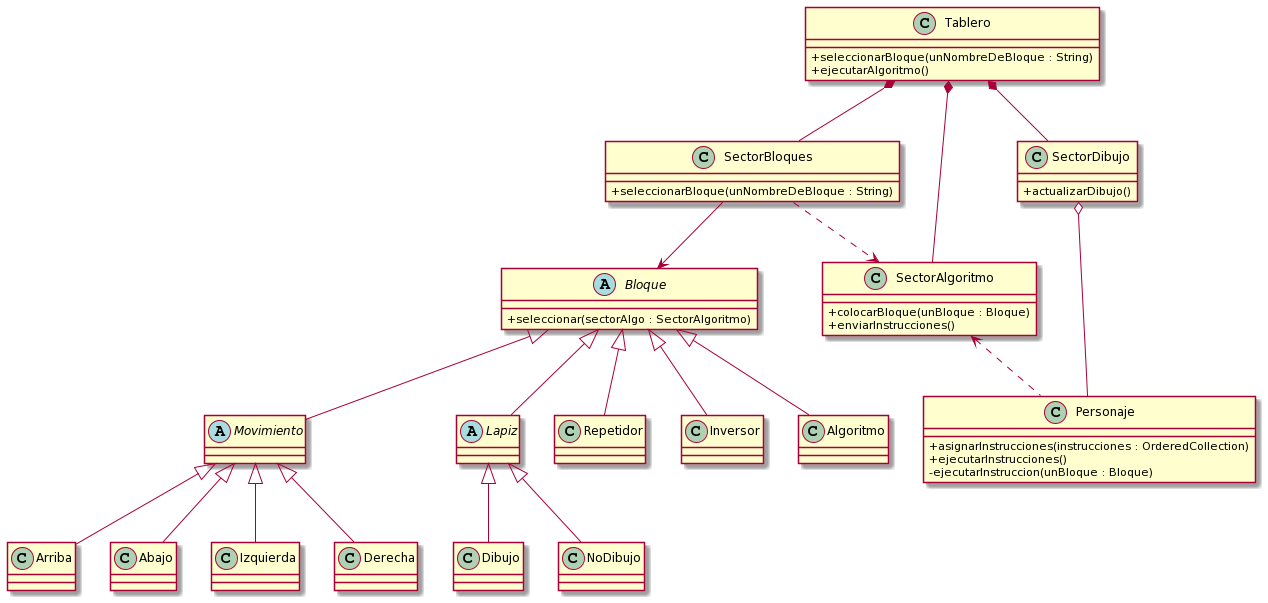 C Tablero
+seleccionarBloque(unNombreDeBloque : String)
+ejecutarAlgoritmo()
C SectorBloques
+seleccionarBloque(unNombreDeBloque : String)
C SectorDibujo
+actualizarDibujo()
A Bloque
+seleccionar(sectorAlgo : SectorAlgoritmo)
C SectorAlgoritmo
+colocarBloque(unBloque : Bloque)
+enviarInstrucciones()
A Movimiento
A Lapiz
C Repetidor
C Inversor
C Algoritmo
C Personaje
+asignarInstrucciones(instrucciones : OrderedCollection)
+ejecutarInstrucciones()
-ejecutarInstruccion(unBloque : Bloque)
C Arriba
C Abajo
C Izquierda
C Derecha
C Dibujo
C NoDibujo